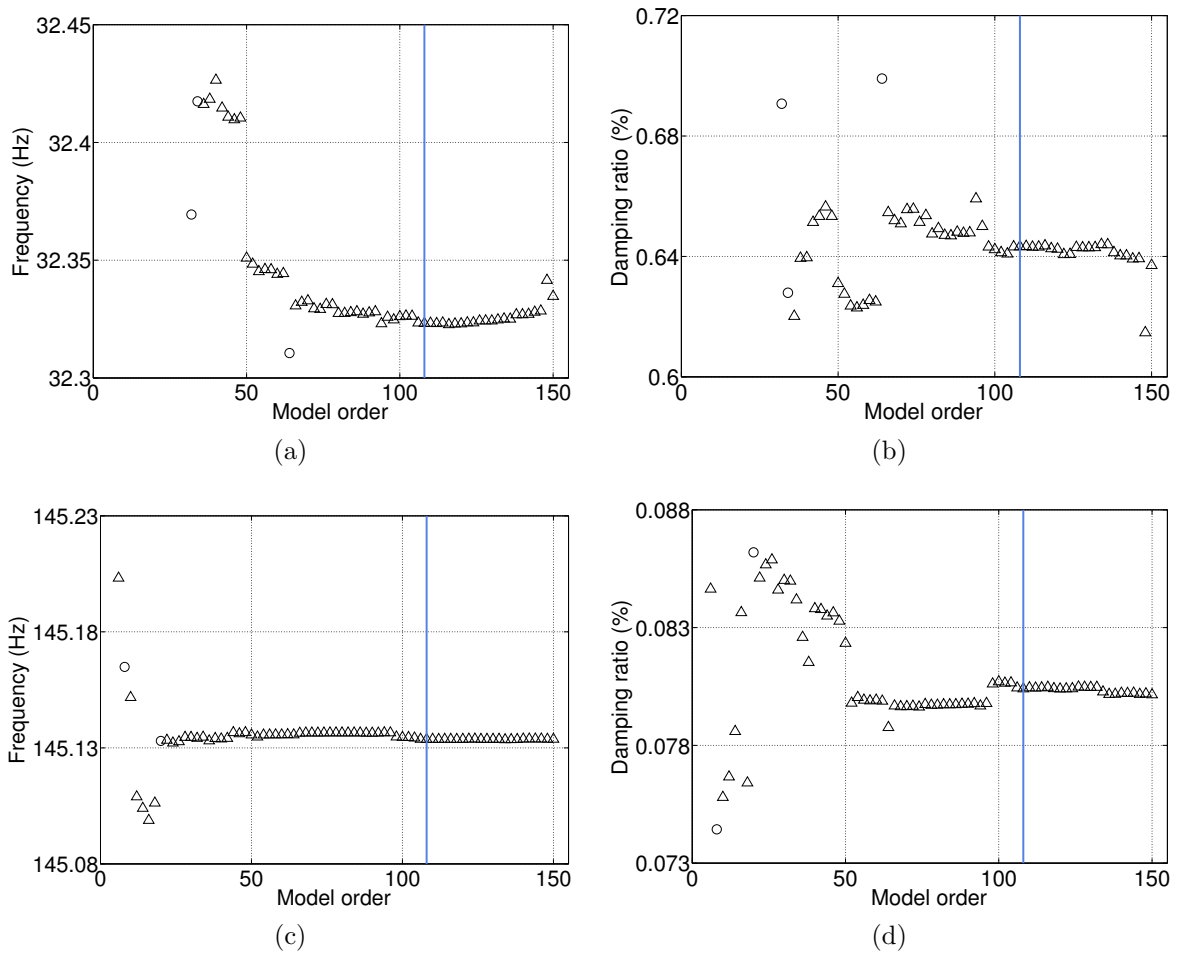 32.45
32.4
32.35
32.3
Frequency (Hz)
0 50 100 150
Model order
(a)
0.72
0.68
0.64
0.6
Damping ratio (%)
0 50 100 150
Model order
(b)
145.23
145.18
145.13
145.08
Frequency (Hz)
0 50 100 150
Model order
(c)
0.088
0.083
0.078
0.073
Damping ratio (%)
0 50 100 150
Model order
(d)